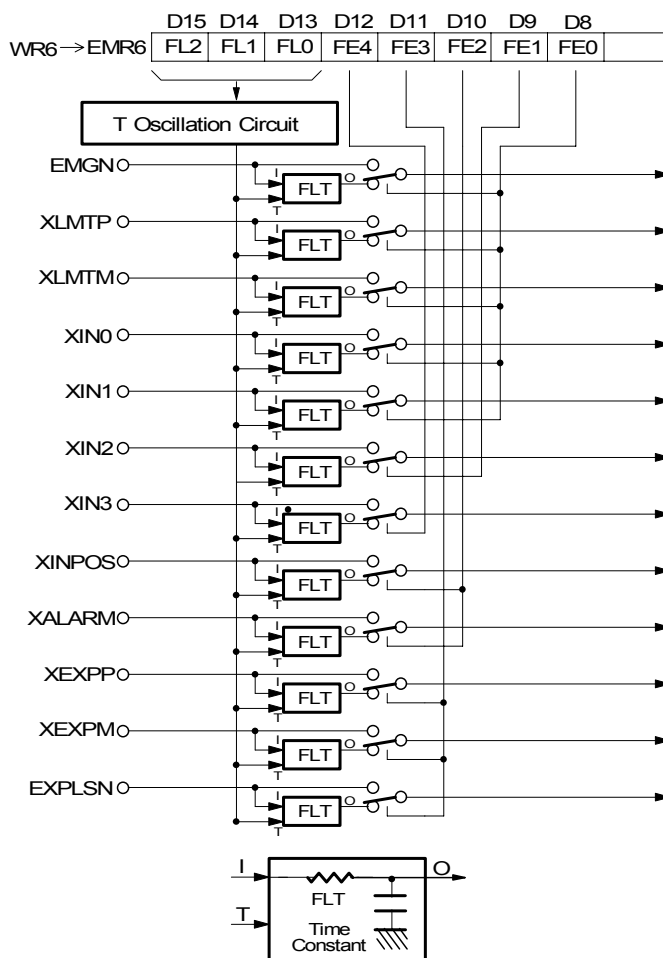 D15 D14 D13 D12 D11 D10 D9 D8
WR6 → EMR6 FL2 FL1 FL0 FE4 FE3 FE2 FE1 FE0
T Oscillation Circuit
EMGN
I
FLT O
T
XLMTP
I
FLT O
T
XLMTM
I
FLT O
T
XIN0
I
FLT O
T
XIN1
I
FLT O
T
XIN2
I
FLT O
T
XIN3
I
FLT O
T
XINPOS
I
FLT O
T
XALARM
I
FLT O
T
XEXPP
I
FLT O
T
XEXPM
I
FLT O
T
EXPLSN
I
FLT O
T
I O
FLT
T
Time
Constant